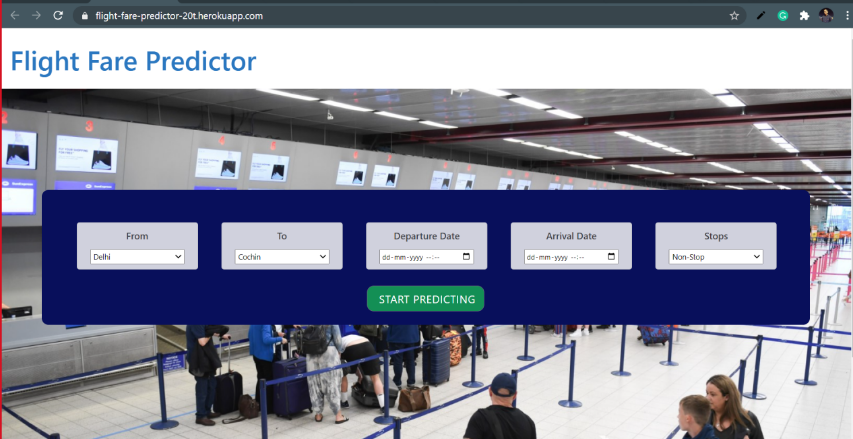 flight-fare-predictor-20t.herokuapp.com
Flight Fare Predictor
From To Departure Date Arrival Date Stops
Delhi Cochin dd-mm-yyyy --:-- dd-mm-yyyy --:-- Non-Stop
START PREDICTING